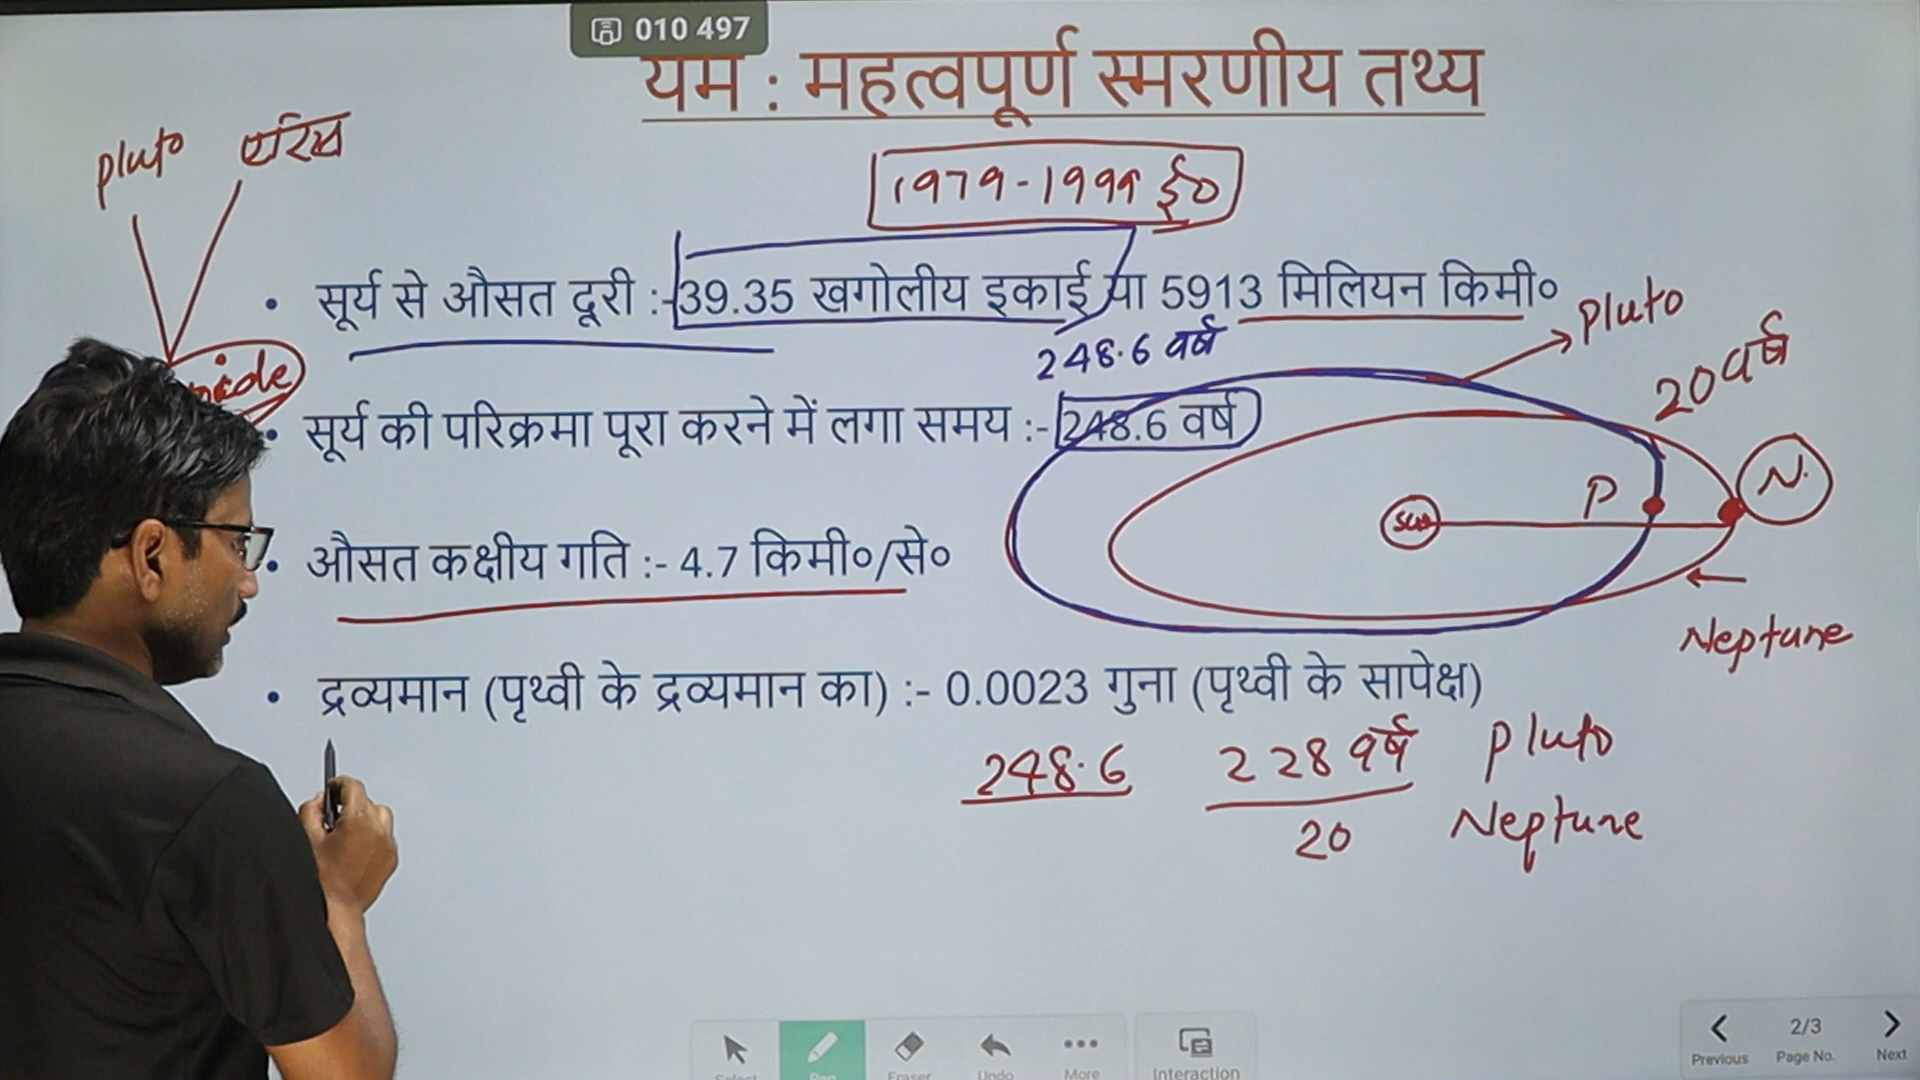 010 497
यम : महत्वपूर्ण स्मरणीय तथ्य
pluto
1979-1999 ई०
• सूर्य से औसत दूरी :- 39.35 खगोलीय इकाई या 5913 मिलियन किमी०
pluto
248.6 वर्ष
20 वर्ष
• सूर्य की परिक्रमा पूरा करने में लगा समय :- 248.6 वर्ष
P
N.
sun
• औसत कक्षीय गति :- 4.7 किमी०/से०
Neptune
• द्रव्यमान (पृथ्वी के द्रव्यमान का) :- 0.0023 गुना (पृथ्वी के सापेक्ष)
248.6 228 वर्ष pluto
20 Neptune
Select Pen Eraser Undo More Interaction
2/3
Previous Page No. Next